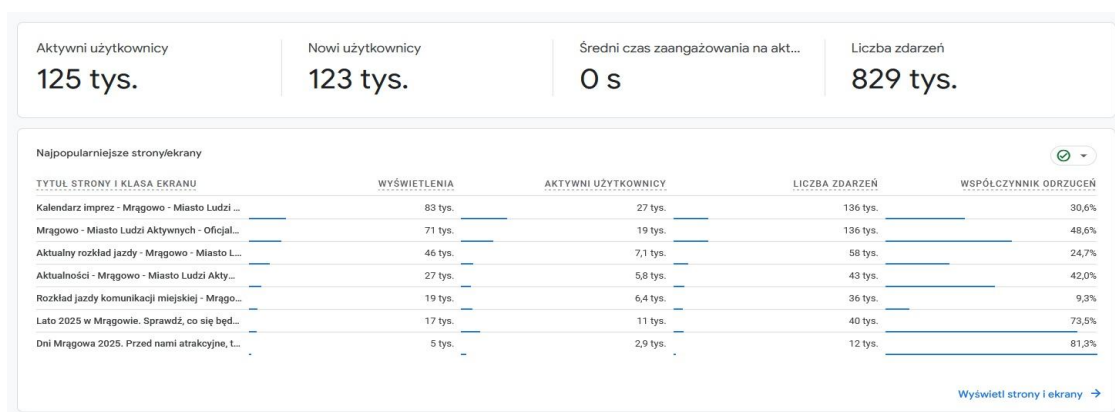 Aktywni użytkownicy
125 tys.
Nowi użytkownicy
123 tys.
Średni czas zaangażowania na akt...
0 s
Liczba zdarzeń
829 tys.
Najpopularniejsze strony/ekrany
TYTUŁ STRONY I KLASA EKRANU WYŚWIETLENIA AKTYWNI UŻYTKOWNICY LICZBA ZDARZEŃ WSPÓŁCZYNNIK ODRZUCEŃ
Kalendarz imprez - Mrągowo - Miasto Ludzi ... 83 tys. 27 tys. 136 tys. 30,6%
Mrągowo - Miasto Ludzi Aktywnych - Oficjal... 71 tys. 19 tys. 136 tys. 48,6%
Aktualny rozkład jazdy - Mrągowo - Miasto L... 46 tys. 7,1 tys. 58 tys. 24,7%
Aktualności - Mrągowo - Miasto Ludzi Akty... 27 tys. 5,8 tys. 43 tys. 42,0%
Rozkład jazdy komunikacji miejskiej - Mrągo... 19 tys. 6,4 tys. 36 tys. 9,3%
Lato 2025 w Mrągowie. Sprawdź, co się będ... 17 tys. 11 tys. 40 tys. 73,5%
Dni Mrągowa 2025. Przed nami atrakcyjne, t... 5 tys. 2,9 tys. 12 tys. 81,3%
Wyświetl strony i ekrany